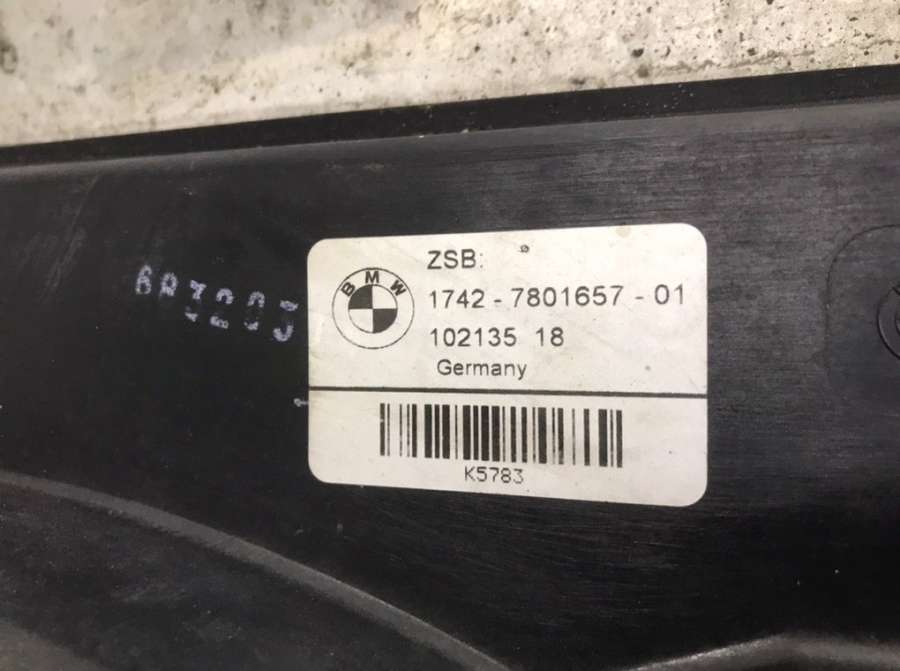 ZSB:
BMW
1742 - 7801657 - 01
102135 18
Germany
K5783